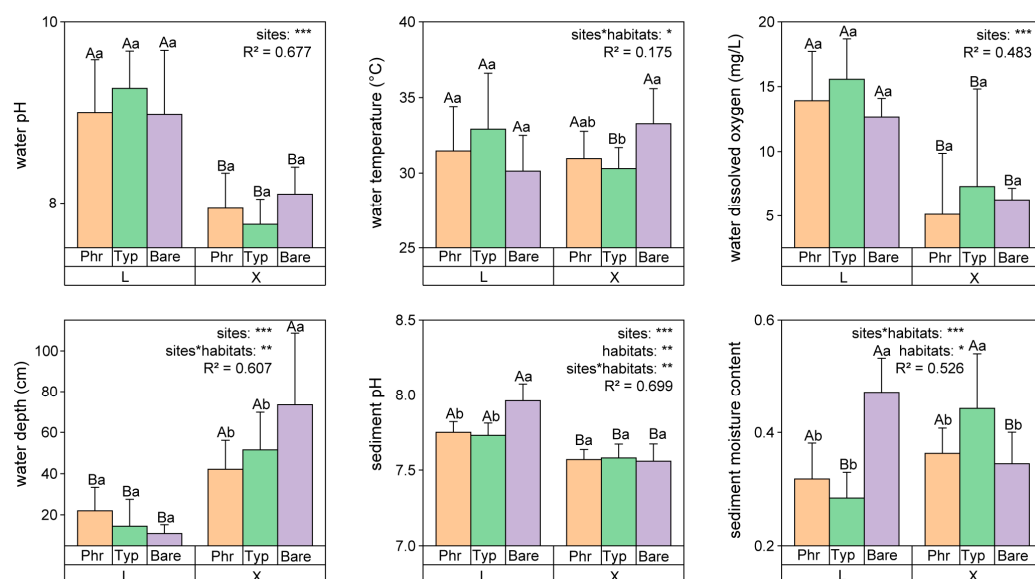 water pH
10
8
sites: ***
R² = 0.677
Aa Aa Aa
Ba Ba Ba
Phr Typ Bare Phr Typ Bare
L X
water temperature (°C)
40
35
30
25
sites*habitats: *
R² = 0.175
Aa Aa Aa
Aab Bb Aa
Phr Typ Bare Phr Typ Bare
L X
water dissolved oxygen (mg/L)
20
15
10
5
sites: ***
R² = 0.483
Aa Aa Aa
Ba Ba Ba
Phr Typ Bare Phr Typ Bare
L X
water depth (cm)
100
80
60
40
20
sites: ***
sites*habitats: **
R² = 0.607
Ba Ba Ba
Ab Ab Aa
Phr Typ Bare Phr Typ Bare
L X
sediment pH
8.5
8.0
7.5
7.0
sites: ***
habitats: **
sites*habitats: **
R² = 0.699
Ab Ab Aa
Ba Ba Ba
Phr Typ Bare Phr Typ Bare
L X
sediment moisture content
0.6
0.4
0.2
sites*habitats: ***
habitats: *
R² = 0.526
Ab Bb Aa
Ab Aa Bb
Phr Typ Bare Phr Typ Bare
L X